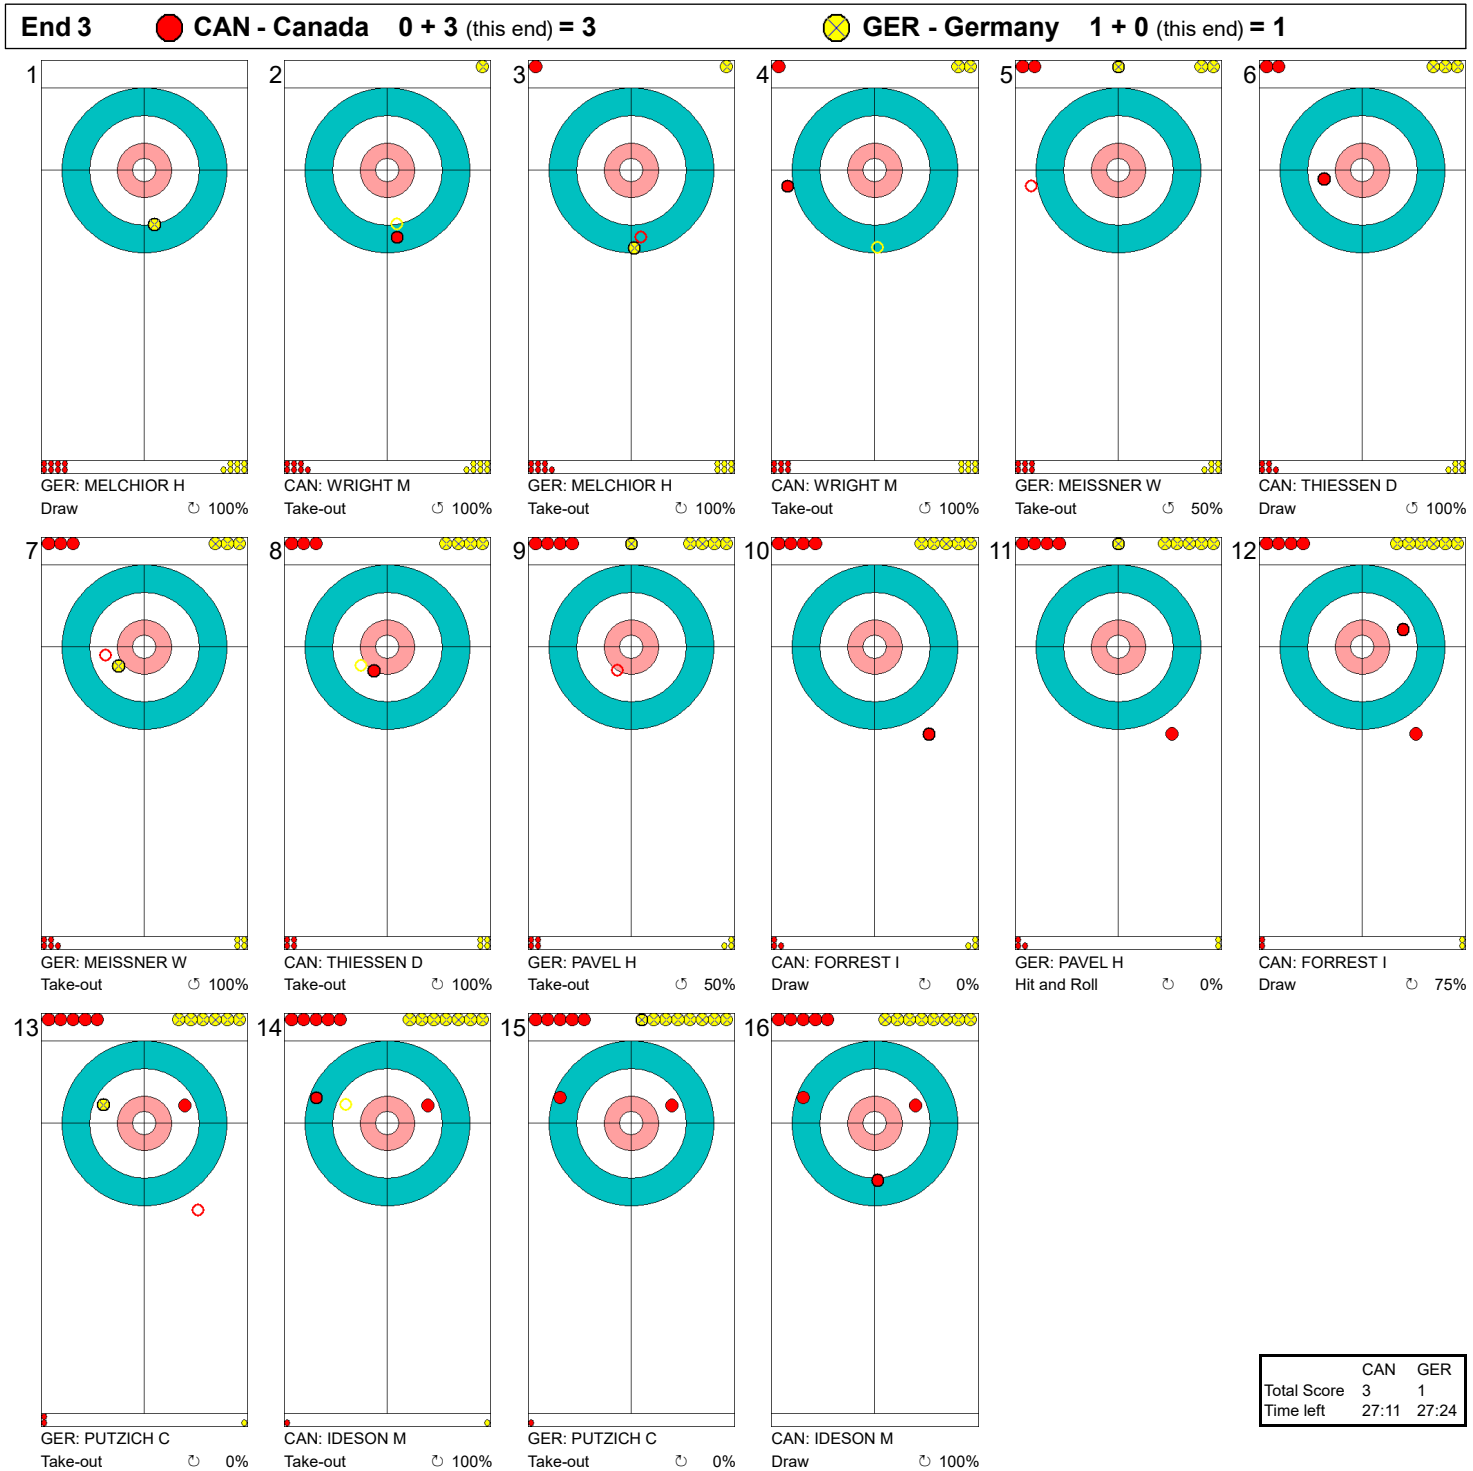 End 3 CAN - Canada 0 + 3 (this end) = 3 GER - Germany 1 + 0 (this end) = 1
1 2 3 4 5 6
GER: MELCHIOR H CAN: WRIGHT M GER: MELCHIOR H CAN: WRIGHT M GER: MEISSNER W CAN: THIESSEN D
Draw ↻ 100% Take-out ↺ 100% Take-out ↺ 100% Take-out ↺ 100% Take-out ↺ 50% Draw ↺ 100%
7 8 9 10 11 12
GER: MEISSNER W CAN: THIESSEN D GER: PAVEL H CAN: FORREST I GER: PAVEL H CAN: FORREST I
Take-out ↺ 100% Take-out ↺ 100% Take-out ↺ 50% Draw ↻ 0% Hit and Roll ↻ 0% Draw ↺ 75%
13 14 15 16
GER: PUTZICH C CAN: IDESON M GER: PUTZICH C CAN: IDESON M
Take-out ↻ 0% Take-out ↻ 100% Take-out ↻ 0% Draw ↻ 100%
CAN GER
Total Score 3 1
Time left 27:11 27:24